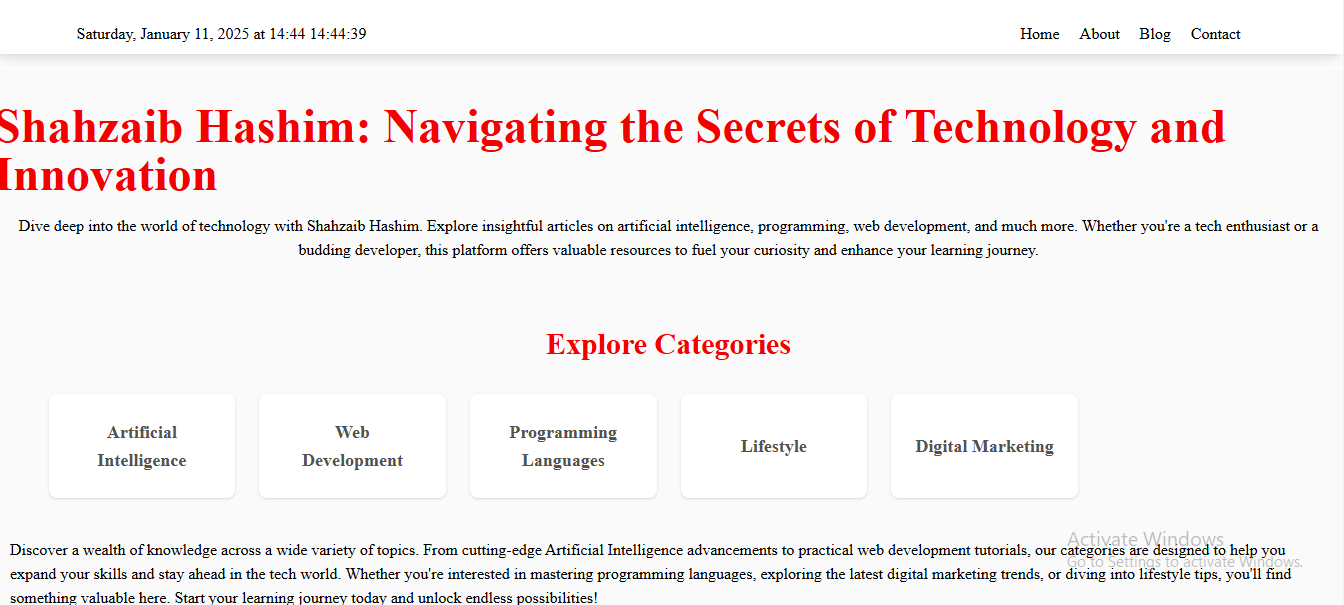 Saturday, January 11, 2025 at 14:44 14:44:39
Home About Blog Contact
Shahzaib Hashim: Navigating the Secrets of Technology and
Innovation
Dive deep into the world of technology with Shahzaib Hashim. Explore insightful articles on artificial intelligence, programming, web development, and much more. Whether you're a tech enthusiast or a
budding developer, this platform offers valuable resources to fuel your curiosity and enhance your learning journey.
Explore Categories
Artificial
Intelligence
Web
Development
Programming
Languages
Lifestyle
Digital Marketing
Discover a wealth of knowledge across a wide variety of topics. From cutting-edge Artificial Intelligence advancements to practical web development tutorials, our categories are designed to help you
expand your skills and stay ahead in the tech world. Whether you're interested in mastering programming languages, exploring the latest digital marketing trends, or diving into lifestyle tips, you'll find
something valuable here. Start your learning journey today and unlock endless possibilities!
Activate Windows
Go to Settings to activate Windows.